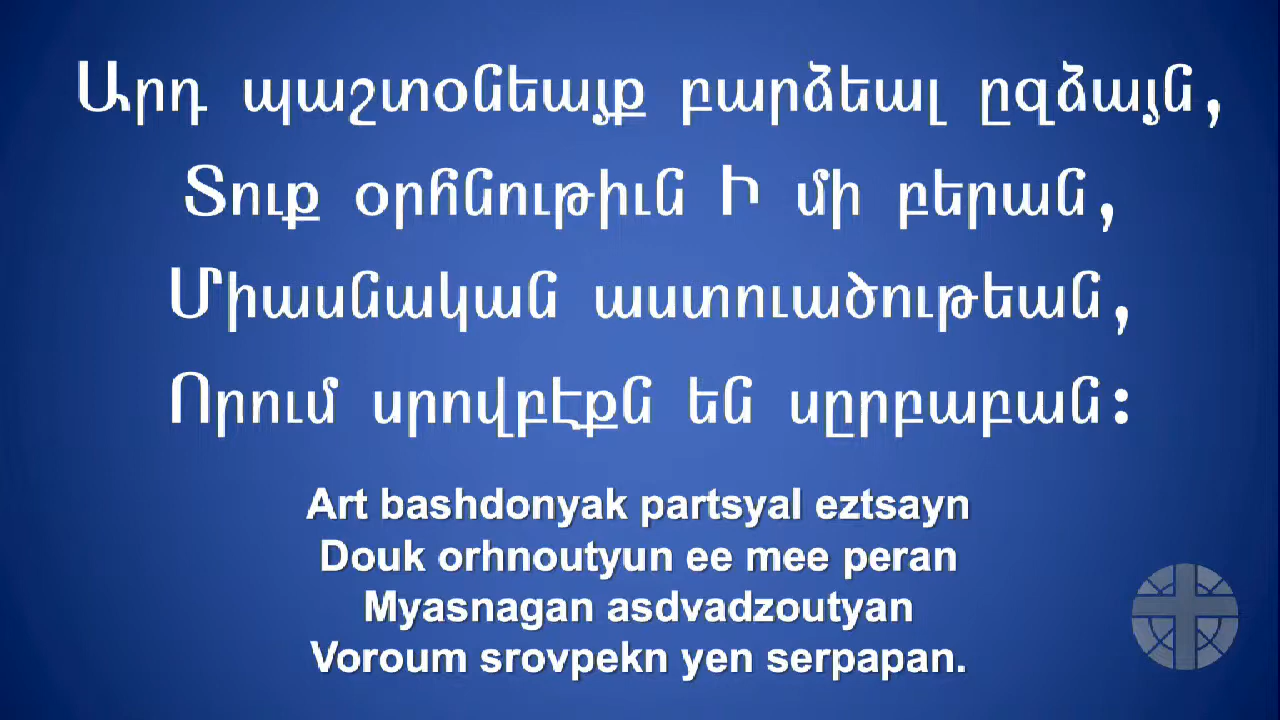 Արդ պաշտօնեայք բարձեալ ըզձայն,
Տուք օրհնութիւն Ի մի բերան,
Միասնական աստուածութեան,
Որում սրովբէքն են սըրբաբան:
Art bashdonyak partsyal eztsayn
Douk orhnoutyun ee mee peran
Myasnagan asdvadzoutyan
Voroum srovpekn yen serpapan.